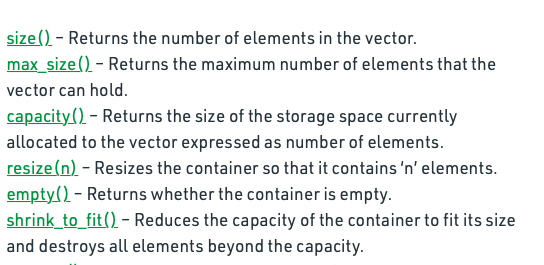 size() – Returns the number of elements in the vector.
max_size() – Returns the maximum number of elements that the
vector can hold.
capacity() – Returns the size of the storage space currently
allocated to the vector expressed as number of elements.
resize(n) – Resizes the container so that it contains ‘n’ elements.
empty() – Returns whether the container is empty.
shrink_to_fit() – Reduces the capacity of the container to fit its size
and destroys all elements beyond the capacity.